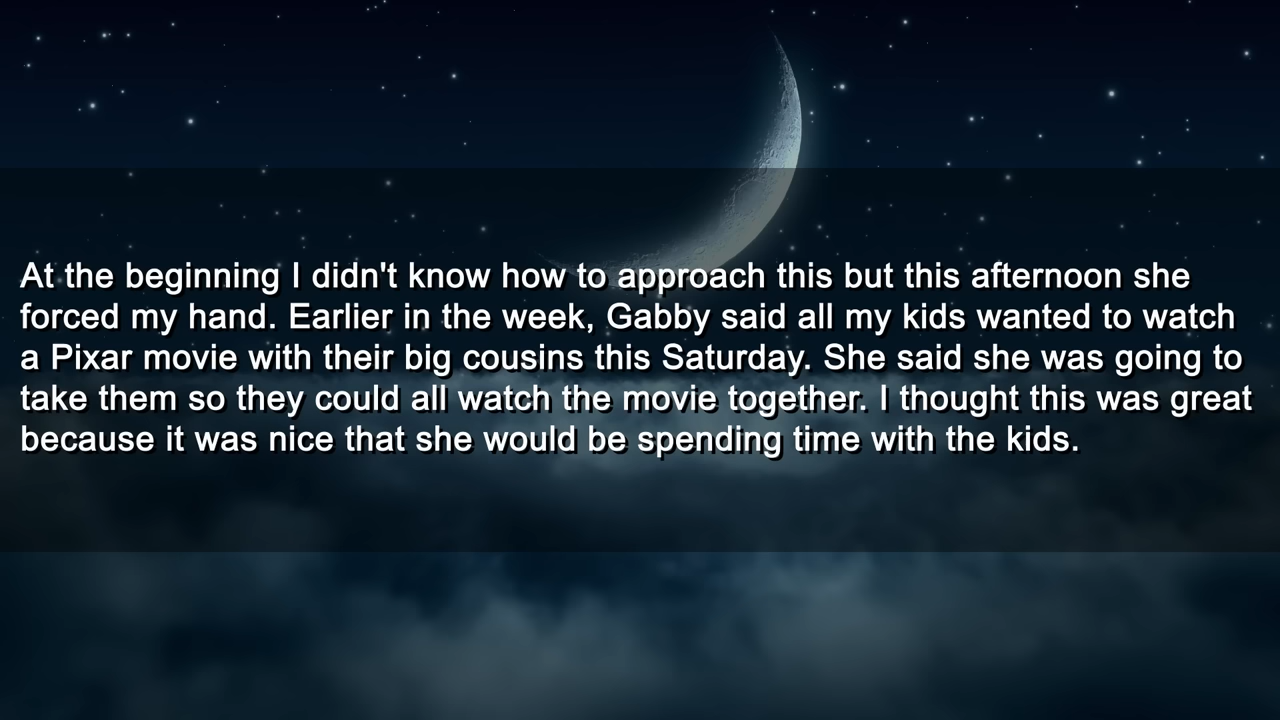 At the beginning I didn't know how to approach this but this afternoon she
forced my hand. Earlier in the week, Gabby said all my kids wanted to watch
a Pixar movie with their big cousins this Saturday. She said she was going to
take them so they could all watch the movie together. I thought this was great
because it was nice that she would be spending time with the kids.